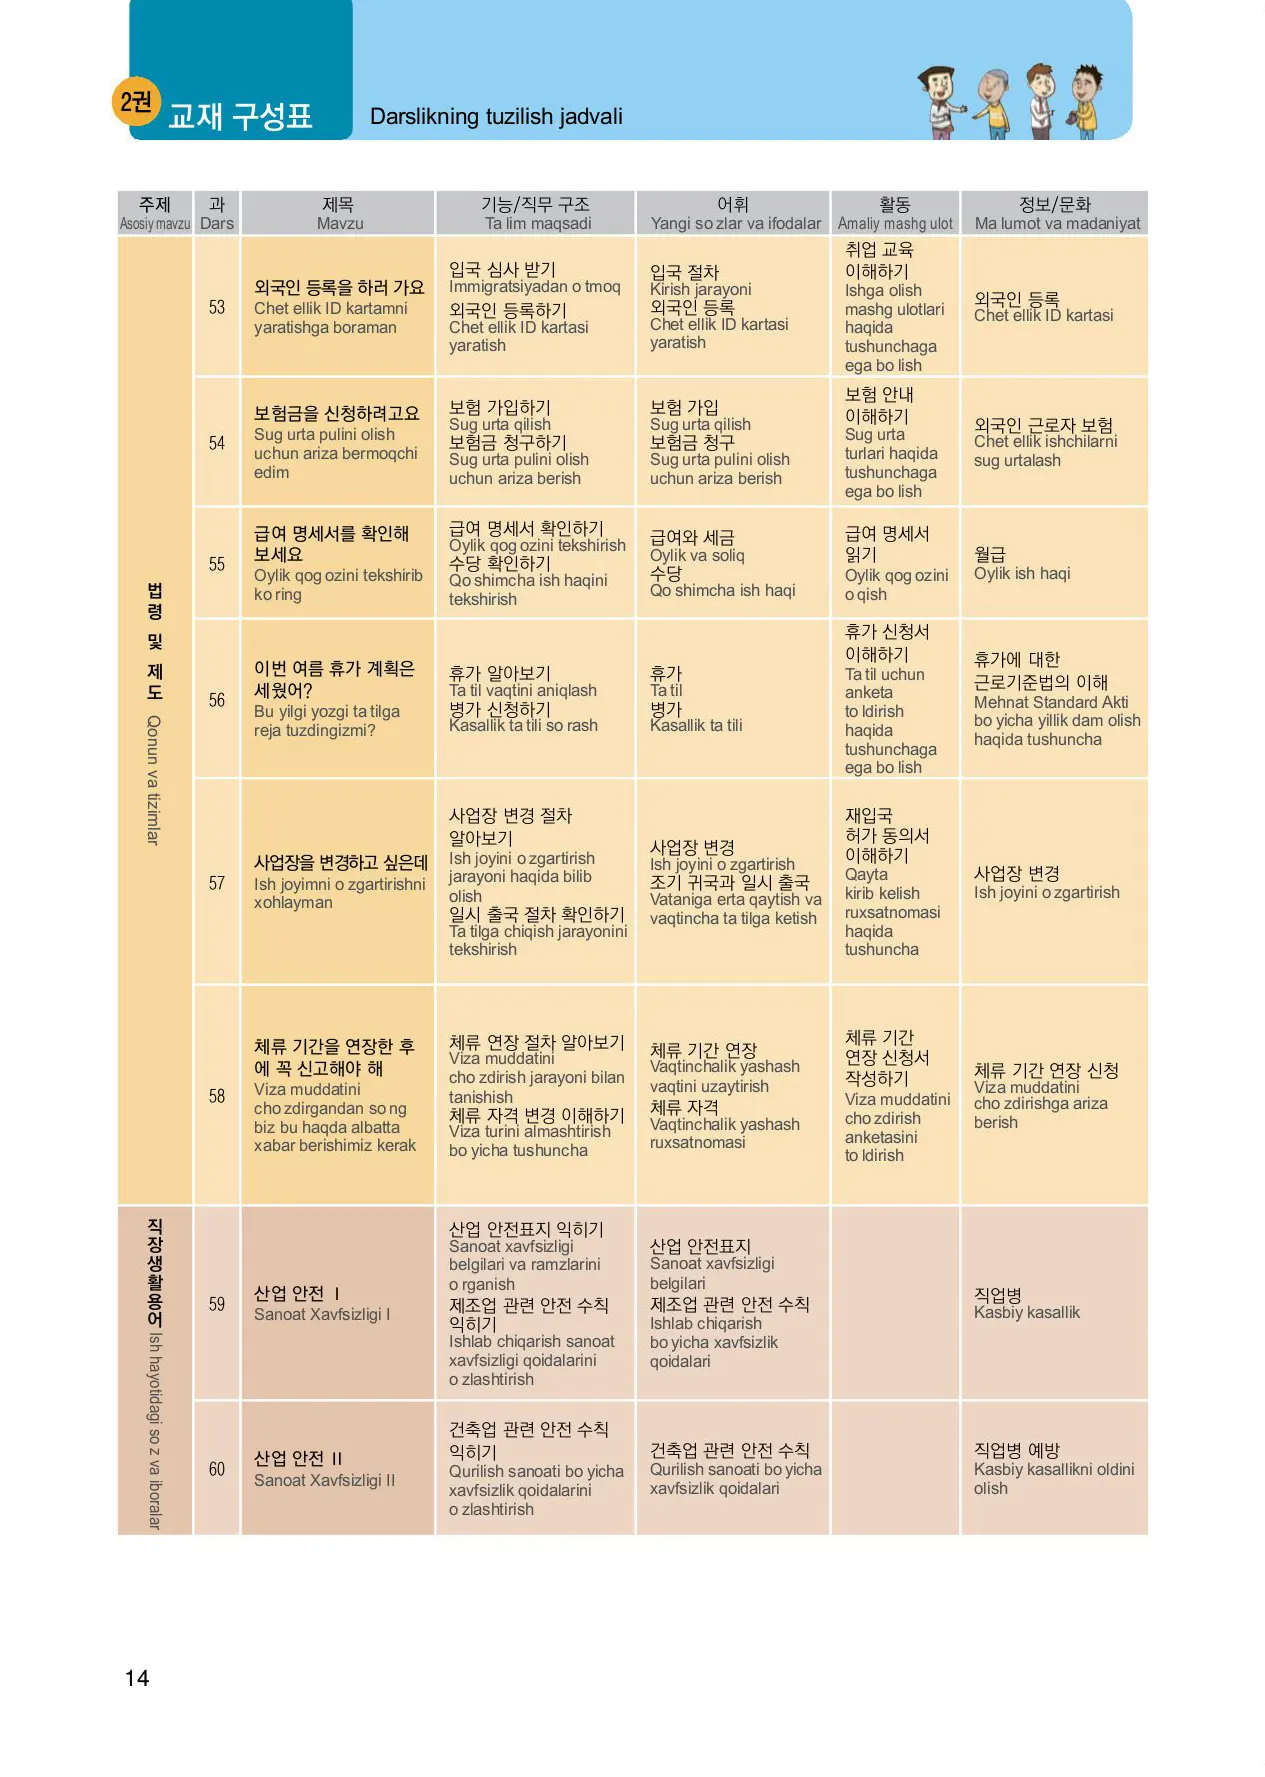 2권
교재 구성표
Darslikning tuzilish jadvali
주제
Asosiy mavzu
과
Dars
제목
Mavzu
기능/직무 구조
Ta lim maqsadi
어휘
Yangi so zlar va ifodalar
활동
Amaliy mashg ulot
정보/문화
Ma lumot va madaniyat
법령 및 제도 Qonun va tizimlar
53
외국인 등록을 하러 가요
Chet ellik ID kartamni
yaratishga boraman
입국 심사 받기
Immigratsiyadan o tmoq
외국인 등록하기
Chet ellik ID kartasi
yaratish
입국 절차
Kirish jarayoni
외국인 등록
Chet ellik ID kartasi
yaratish
취업 교육
이해하기
Ishga olish
mashg ulotlari
haqida
tushunchaga
ega bo lish
외국인 등록
Chet ellik ID kartasi
54
보험금을 신청하려고요
Sug urta pulini olish
uchun ariza bermoqchi
edim
보험 가입하기
Sug urta qilish
보험금 청구하기
Sug urta pulini olish
uchun ariza berish
보험 가입
Sug urta qilish
보험금 청구
Sug urta pulini olish
uchun ariza berish
보험 안내
이해하기
Sug urta
turlari haqida
tushunchaga
ega bo lish
외국인 근로자 보험
Chet ellik ishchilarni
sug urtalash
55
급여 명세서를 확인해
보세요
Oylik qog ozini tekshirib
ko ring
급여 명세서 확인하기
Oylik qog ozini tekshirish
수당 확인하기
Qo shimcha ish haqini
tekshirish
급여와 세금
Oylik va soliq
수당
Qo shimcha ish haqi
급여 명세서
읽기
Oylik qog ozini
o qish
월급
Oylik ish haqi
56
이번 여름 휴가 계획은
세웠어?
Bu yilgi yozgi ta tilga
reja tuzdingizmi?
휴가 알아보기
Ta til vaqtini aniqlash
병가 신청하기
Kasallik ta tili so rash
휴가
Ta til
병가
Kasallik ta tili
휴가 신청서
이해하기
Ta til uchun
anketa
to ldirish
haqida
tushunchaga
ega bo lish
휴가에 대한
근로기준법의 이해
Mehnat Standard Akti
bo yicha yillik dam olish
haqida tushuncha
57
사업장을 변경하고 싶은데
Ish joyimni o zgartirishni
xohlayman
사업장 변경 절차
알아보기
Ish joyini o zgartirish
jarayoni haqida bilib
olish
일시 출국 절차 확인하기
Ta tilga chiqish jarayonini
tekshirish
사업장 변경
Ish joyini o zgartirish
조기 귀국과 일시 출국
Vataniga erta qaytish va
vaqtincha ta tilga ketish
재입국
허가 동의서
이해하기
Qayta
kirib kelish
ruxsatnomasi
haqida
tushuncha
사업장 변경
Ish joyini o zgartirish
58
체류 기간을 연장한 후
에 꼭 신고해야 해
Viza muddatini
cho zdirgandan so ng
biz bu haqda albatta
xabar berishimiz kerak
체류 연장 절차 알아보기
Viza muddatini
cho zdirish jarayoni bilan
tanishish
체류 자격 변경 이해하기
Viza turini almashtirish
bo yicha tushuncha
체류 기간 연장
Vaqtinchalik yashash
vaqtini uzaytirish
체류 자격
Vaqtinchalik yashash
ruxsatnomasi
체류 기간
연장 신청서
작성하기
Viza muddatini
cho zdirish
anketasini
to ldirish
체류 기간 연장 신청
Viza muddatini
cho zdirishga ariza
berish
직장생활용어 Ish hayotidagi so z va iboralar
59
산업 안전 Ⅰ
Sanoat Xavfsizligi I
산업 안전표지 익히기
Sanoat xavfsizligi
belgilari va ramzlarini
o rganish
제조업 관련 안전 수칙
익히기
Ishlab chiqarish sanoat
xavfsizligi qoidalarini
o zlashtirish
산업 안전표지
Sanoat xavfsizligi
belgilari
제조업 관련 안전 수칙
Ishlab chiqarish
bo yicha xavfsizlik
qoidalari
직업병
Kasbiy kasallik
60
산업 안전 Ⅱ
Sanoat Xavfsizligi II
건축업 관련 안전 수칙
익히기
Qurilish sanoati bo yicha
xavfsizlik qoidalarini
o zlashtirish
건축업 관련 안전 수칙
Qurilish sanoati bo yicha
xavfsizlik qoidalari
직업병 예방
Kasbiy kasallikni oldini
olish
14